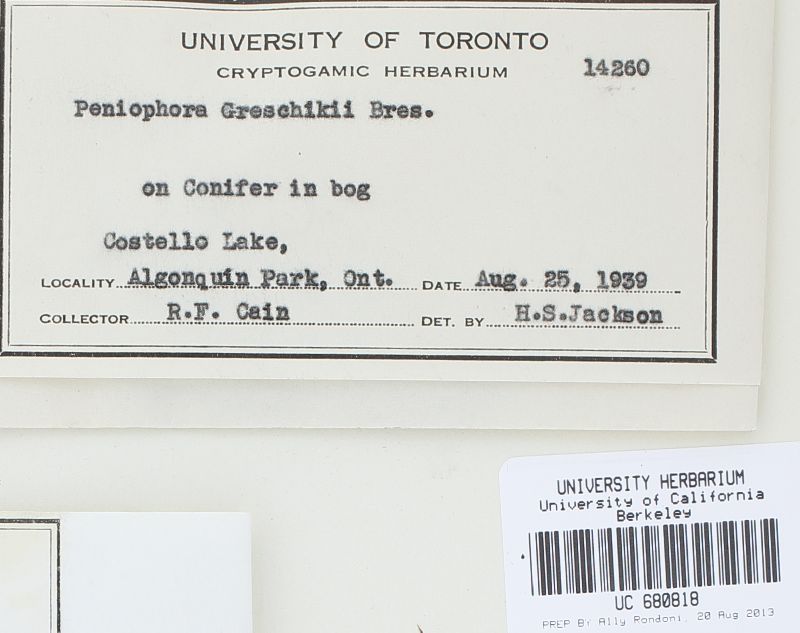 UNIVERSITY OF TORONTO
CRYPTOGAMIC HERBARIUM 14260
Peniophora Greschikii Bres.
on Conifer in bog
Costello Lake,
LOCALITY Algonquin Park, Ont. DATE Aug. 25, 1939
COLLECTOR R.F. Cain DET. BY H.S.Jackson
UNIVERSITY HERBARIUM
University of California
Berkeley
UC 680818
PREP BY Ally Rondoni, 20 Aug 2013